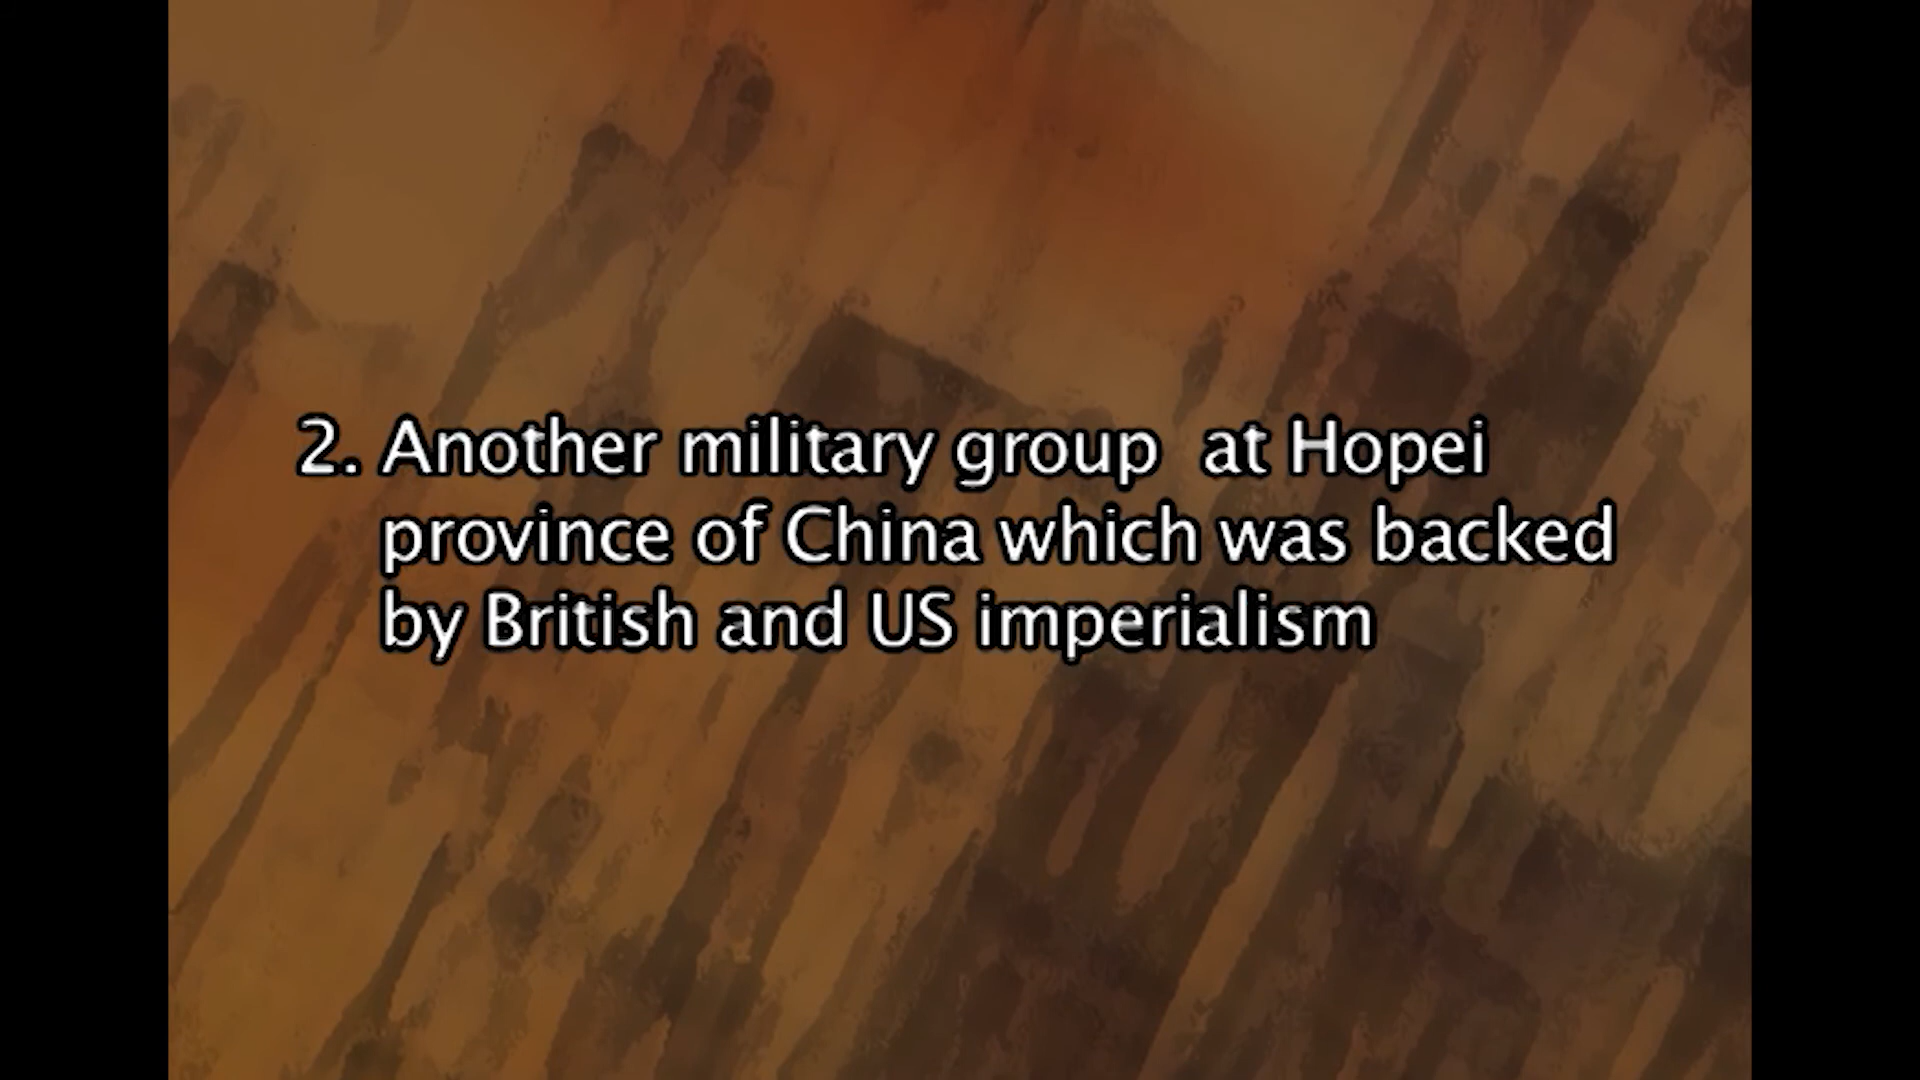 2. Another military group  at Hopei
province of China which was backed
by British and US imperialism